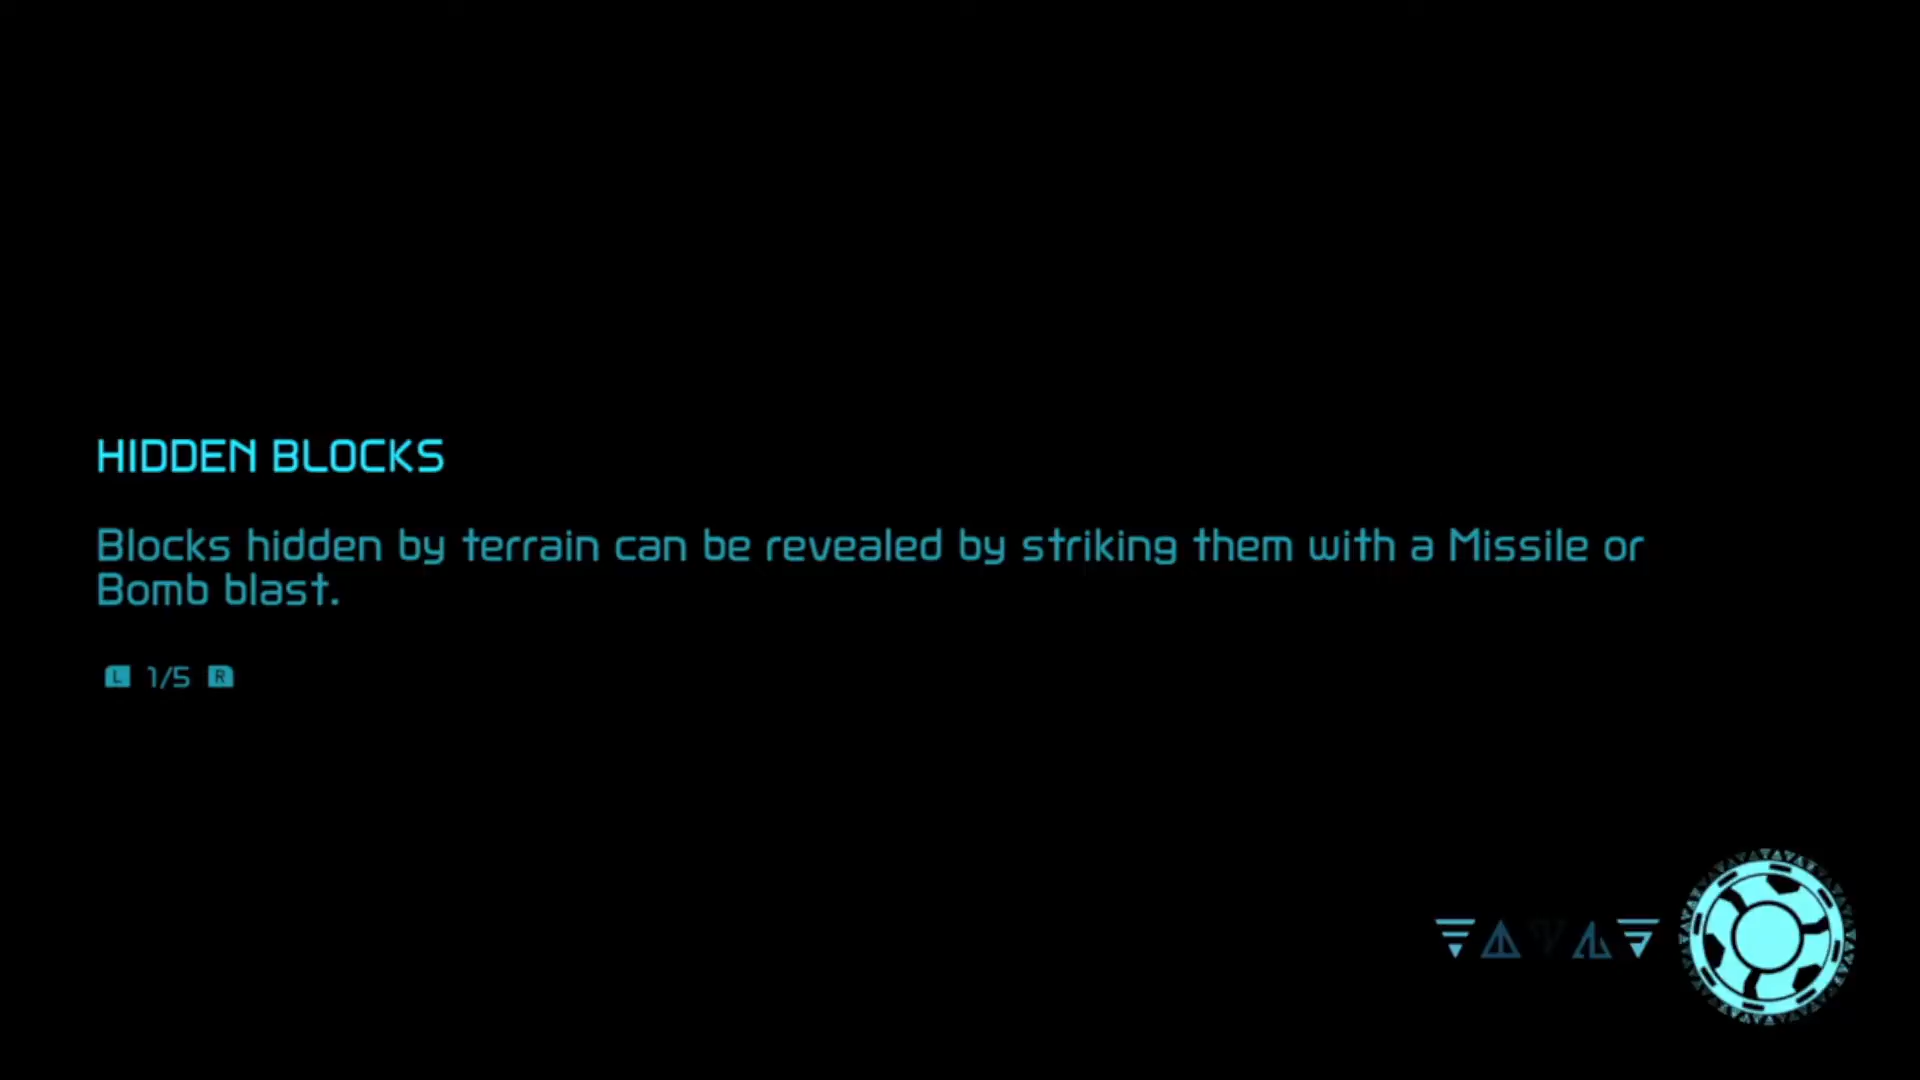 HIDDEN BLOCKS
Blocks hidden by terrain can be revealed by striking them with a Missile or
Bomb blast.
L 1/5 R